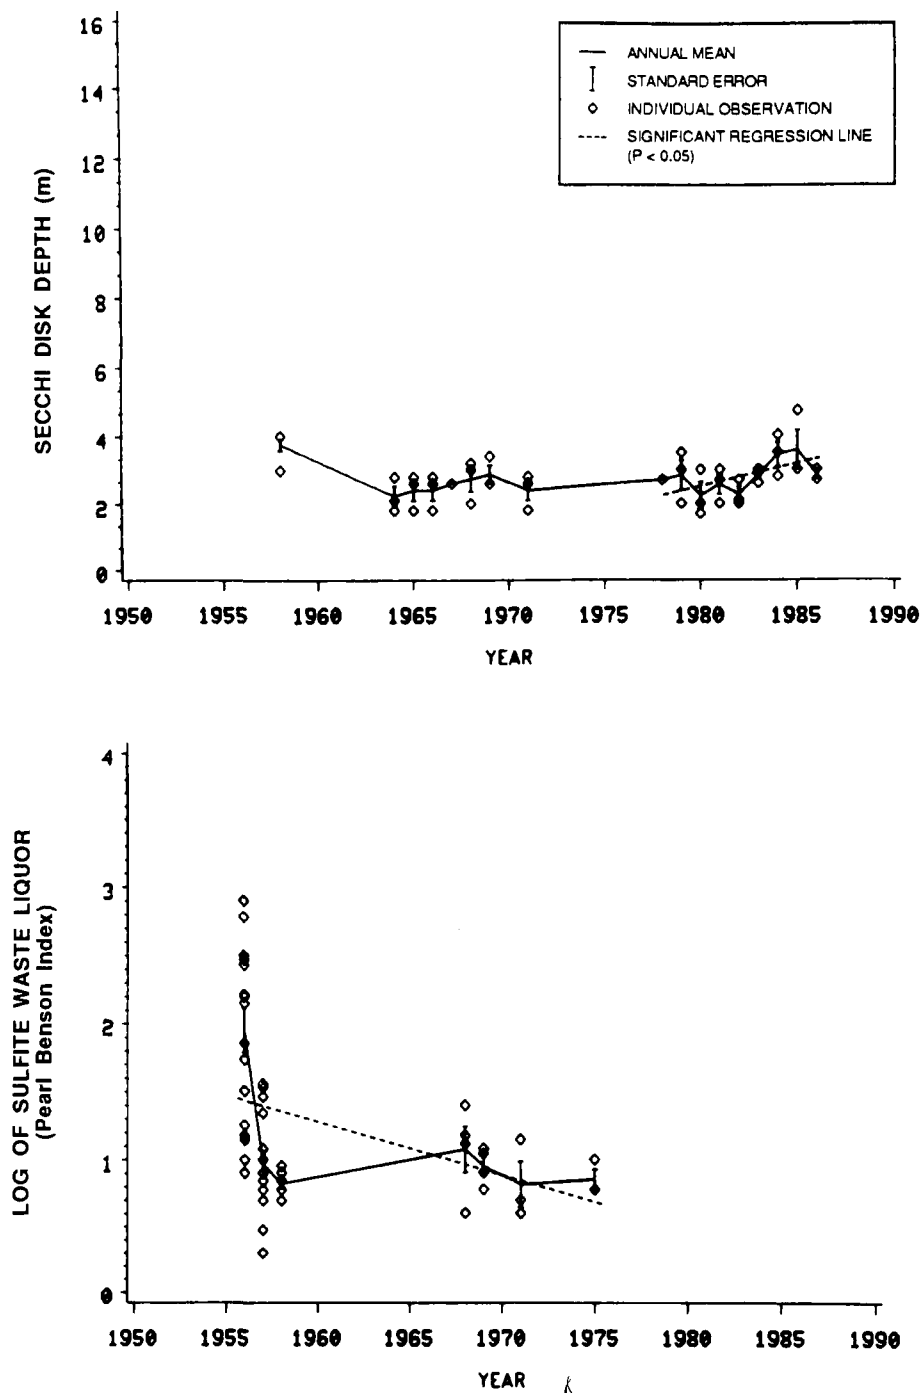 16
14
12
10
8
6
4
2
0
SECCHI DISK DEPTH (m)
ANNUAL MEAN
STANDARD ERROR
INDIVIDUAL OBSERVATION
SIGNIFICANT REGRESSION LINE
(P < 0.05)
1950 1955 1960 1965 1970 1975 1980 1985 1990
YEAR
4
3
2
1
0
LOG OF SULFITE WASTE LIQUOR
(Pearl Benson Index)
1950 1955 1960 1965 1970 1975 1980 1985 1990
YEAR